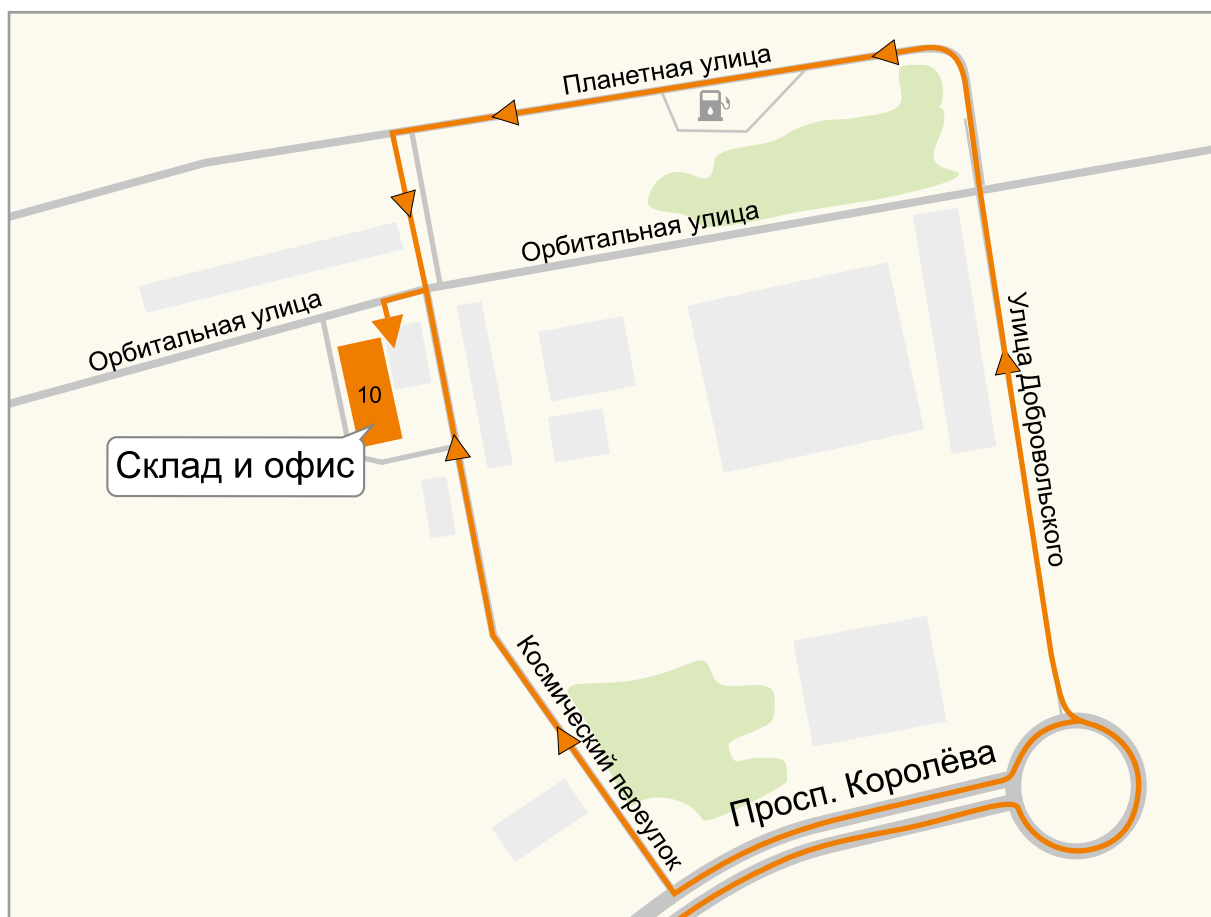 Планетная улица
Орбитальная улица
Орбитальная улица
Улица Добровольского
10
Склад и офис
Космический переулок
Просп. Королёва